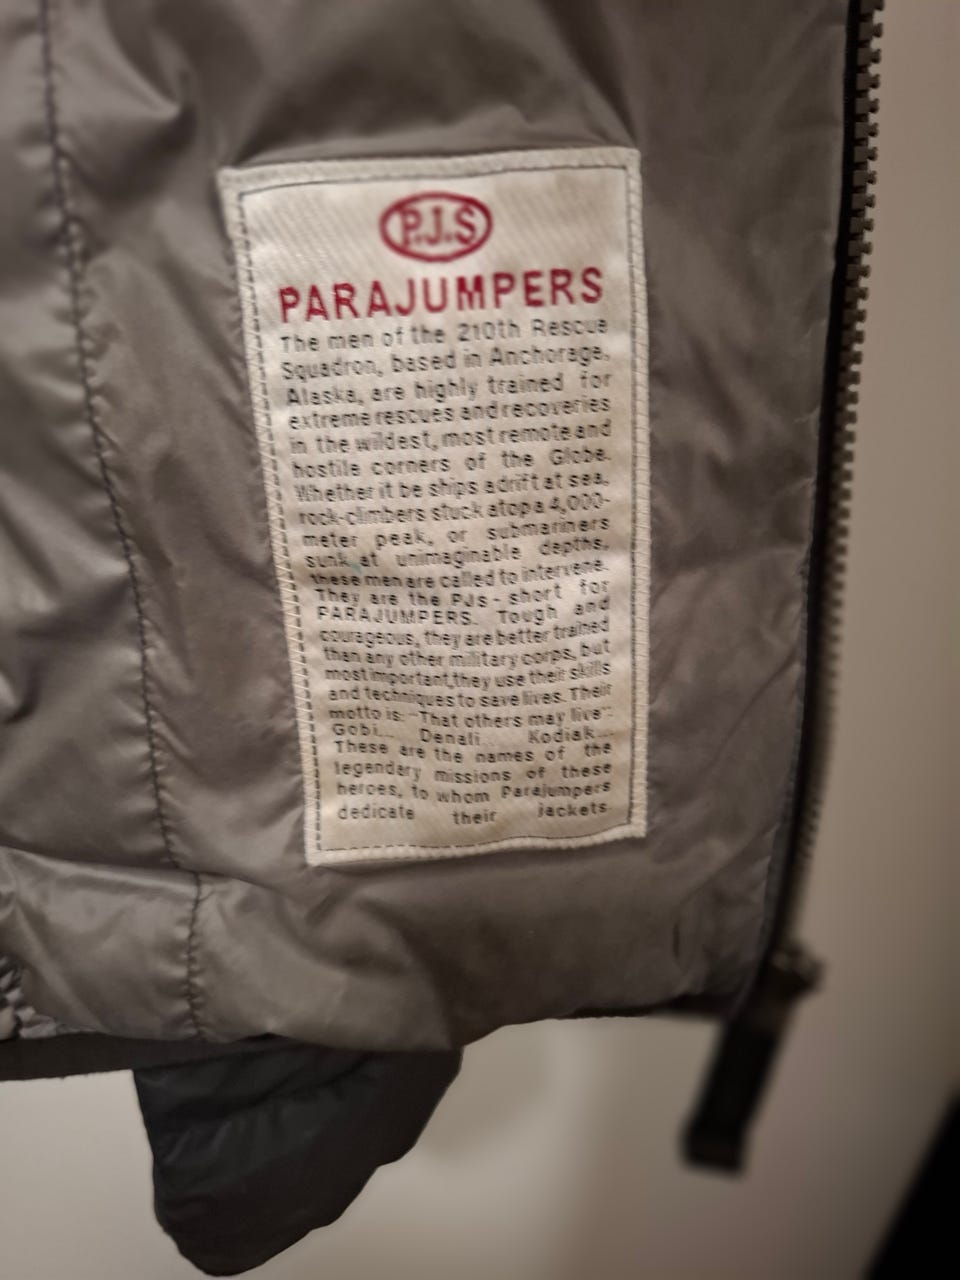 P.J.S
PARAJUMPERS
The men of the 210th Rescue
Squadron, based in Anchorage,
Alaska, are highly trained for
extreme rescues and recoveries
in the wildest, most remote and
hostile corners of the Globe.
Whether it be ships adrift at sea,
rock-climbers stuck atop a 4,000-
meter peak, or submariners
sunk at unimaginable depths,
these men are called to intervene.
They are the PJs - short for
PARAJUMPERS. Tough and
courageous, they are better trained
than any other military corps, but
most important, they use their skills
and techniques to save lives. Their
motto is: "That others may live":
Gobi... Denali... Kodiak...
These are the names of the
legendary missions of these
heroes, to whom Parajumpers
dedicate their jackets